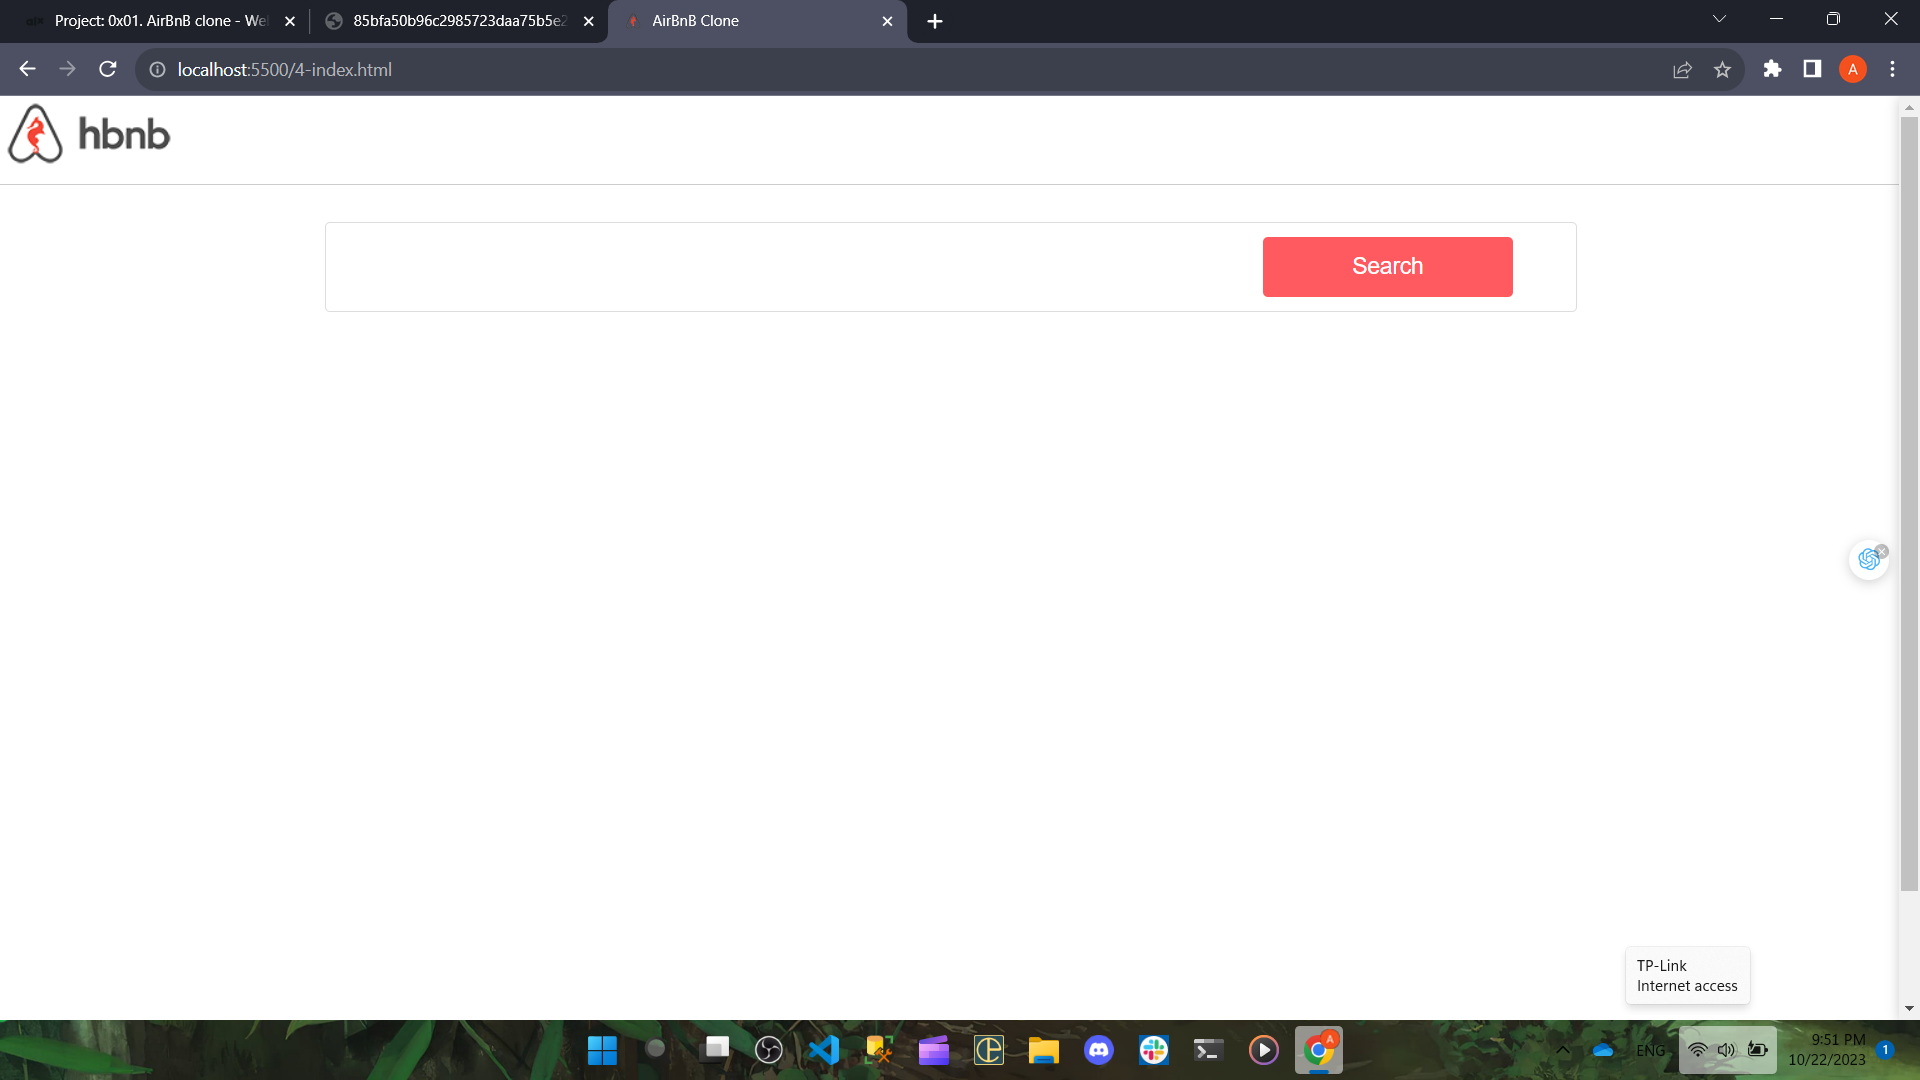 Project: 0x01. AirBnB clone - Wel
85bfa50b96c2985723daa75b5e2
AirBnB Clone
localhost:5500/4-index.html
A
hbnb
Search
TP-Link
Internet access
A
ENG
9:51 PM
10/22/2023
1